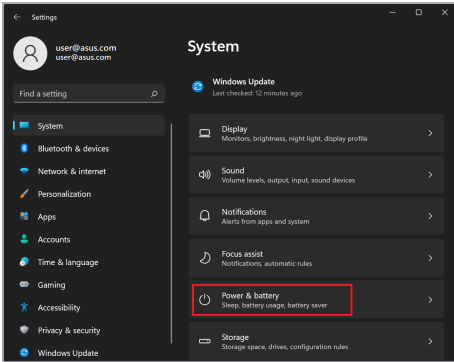 Settings
user@asus.com
user@asus.com
Find a setting
System
Bluetooth & devices
Network & internet
Personalization
Apps
Accounts
Time & language
Gaming
Accessibility
Privacy & security
Windows Update
System
Windows Update
Last checked: 12 minutes ago
Display
Monitors, brightness, night light, display profile
Sound
Volume levels, output, input, sound devices
Notifications
Alerts from apps and system
Focus assist
Notifications, automatic rules
Power & battery
Sleep, battery usage, battery saver
Storage
Storage space, drives, configuration rules